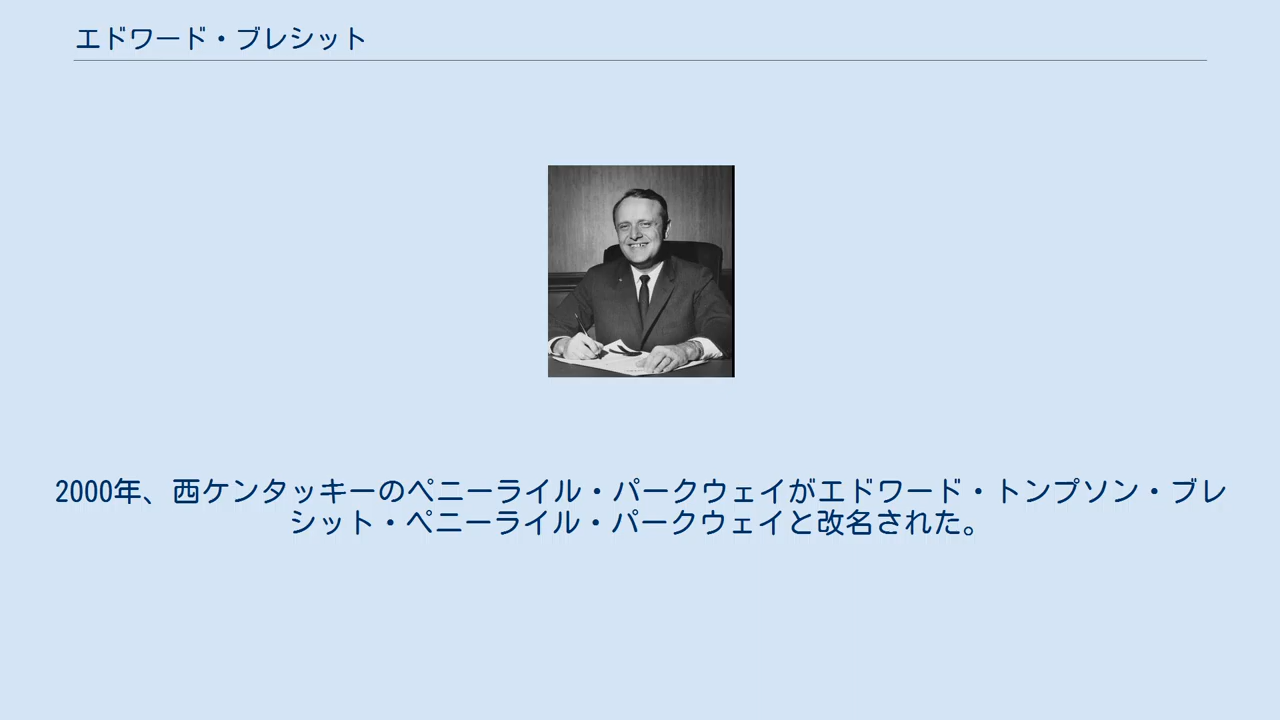 エドワード・ブレシット
2000年、西ケンタッキーのペニーライル・パークウェイがエドワード・トンプソン・ブレ
シット・ペニーライル・パークウェイと改名された。